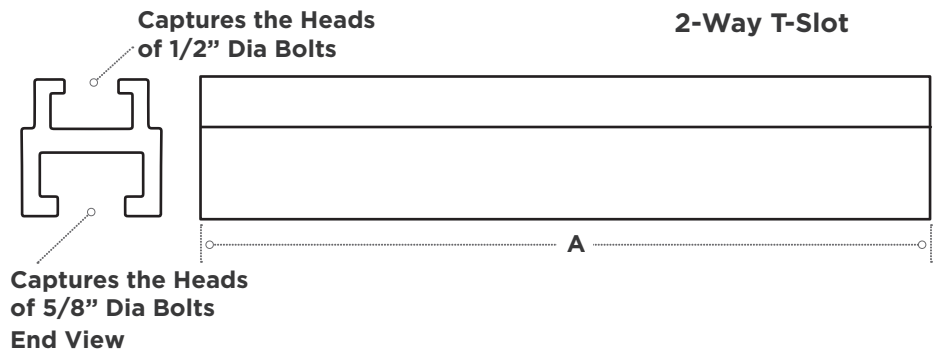 Captures the Heads
of 1/2” Dia Bolts
2-Way T-Slot
A
Captures the Heads
of 5/8” Dia Bolts
End View